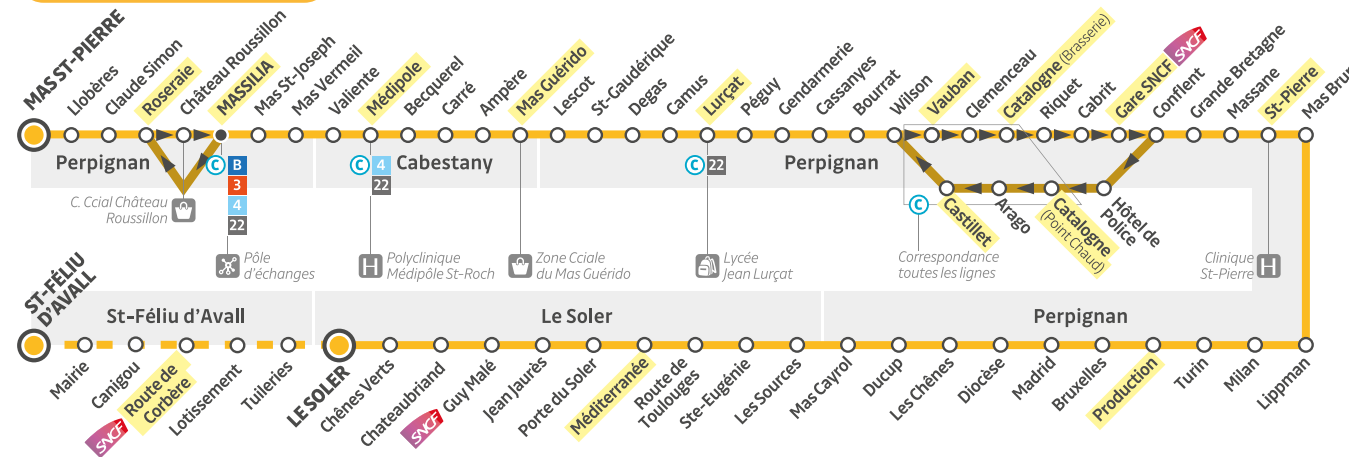 MAS ST-PIERRE
Llobères
Claude Simon
Roseraie
Château Roussillon
MASSILIA
Mas St-Joseph
Mas Vermeil
Valiente
Médipole
Becquerel
Carré
Ampère
Mas Guérido
Lescot
St-Gaudérique
Degas
Camus
Lurçat
Péguy
Gendarmerie
Cassanyes
Bourrat
Wilson
Vauban
Clemenceau
Catalogne (Brasserie)
Riquet
Cabrit
Gare SNCF
SNCF
Conflent
Grande Bretagne
Massane
St-Pierre
Mas Bruno
Perpignan
Cabestany
Perpignan
C
B
3
4
22
C
4
22
C
22
C
C. Ccial Château
Roussillon
Pôle
d'échanges
H
Polyclinique
Médipôle St-Roch
Zone Cciale
du Mas Guérido
Lycée
Jean Lurçat
Correspondance
toutes les lignes
Castillet
Arago
Catalogne
(Point Chaud)
Hôtel de
Police
Clinique
St-Pierre
H
ST-FÉLIU
D'AVALL
St-Féliu d'Avall
Le Soler
Perpignan
Mairie
Canigou
SNCF
Route de
Corbère
Lotissement
Tuileries
LE SOLER
Chênes Verts
Chateaubriand
SNCF
Guy Malé
Jean Jaurès
Porte du Soler
Méditerranée
Route de
Toulouges
Ste-Eugénie
Les Sources
Mas Cayrol
Ducup
Les Chênes
Diocèse
Madrid
Bruxelles
Production
Turin
Milan
Lippman